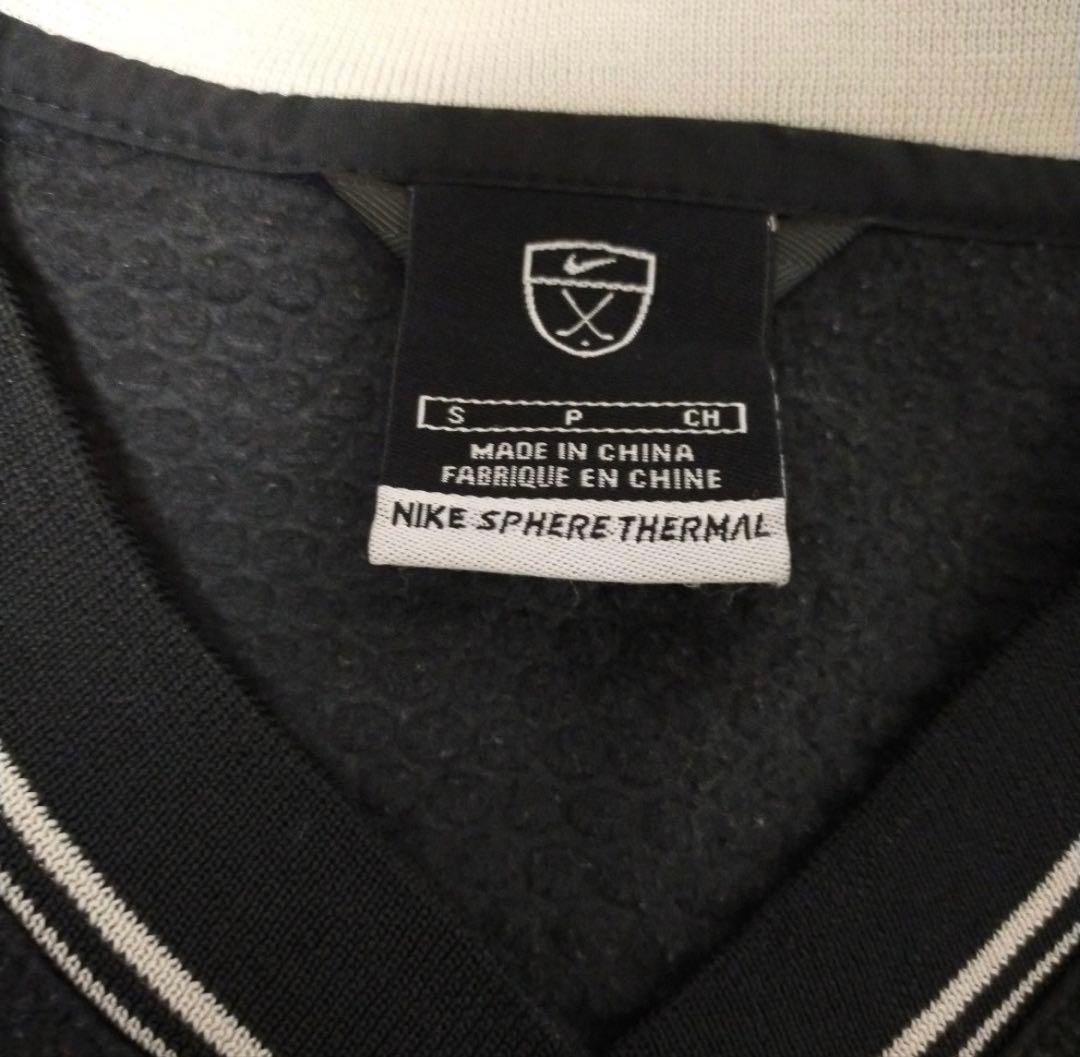 S P CH
MADE IN CHINA
FABRIQUE EN CHINE
NIKE SPHERE THERMAL